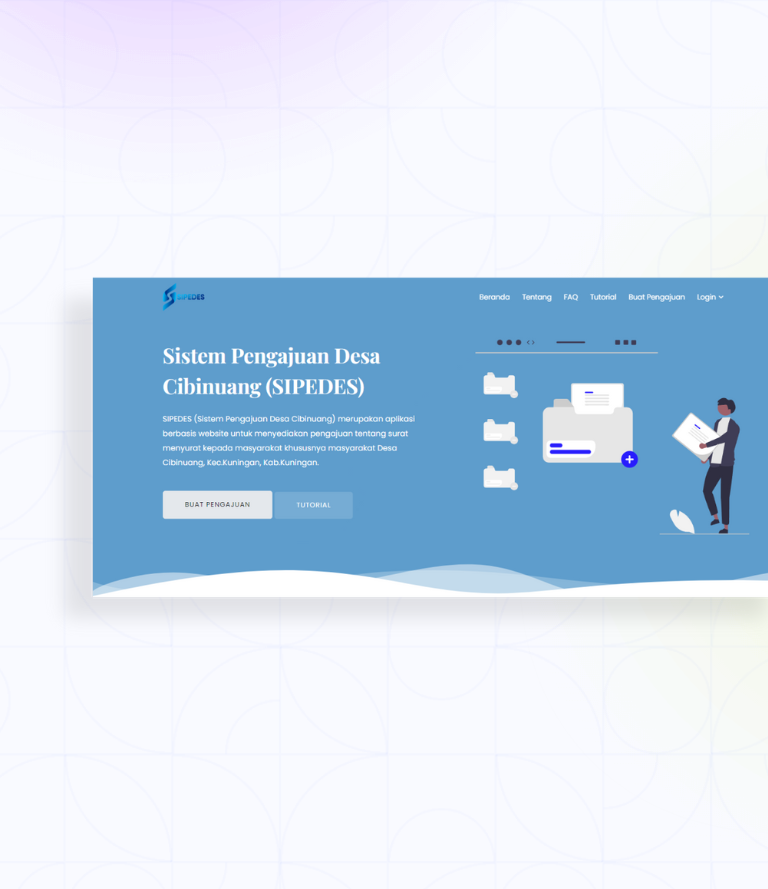 SIPEDES
Beranda Tentang FAQ Tutorial Buat Pengajuan Login
Sistem Pengajuan Desa
Cibinuang (SIPEDES)
SIPEDES (Sistem Pengajuan Desa Cibinuang) merupakan aplikasi
berbasis website untuk menyediakan pengajuan tentang surat
menyurat kepada masyarakat khususnya masyarakat Desa
Cibinuang, Kec.Kuningan, Kab.Kuningan.
BUAT PENGAJUAN TUTORIAL